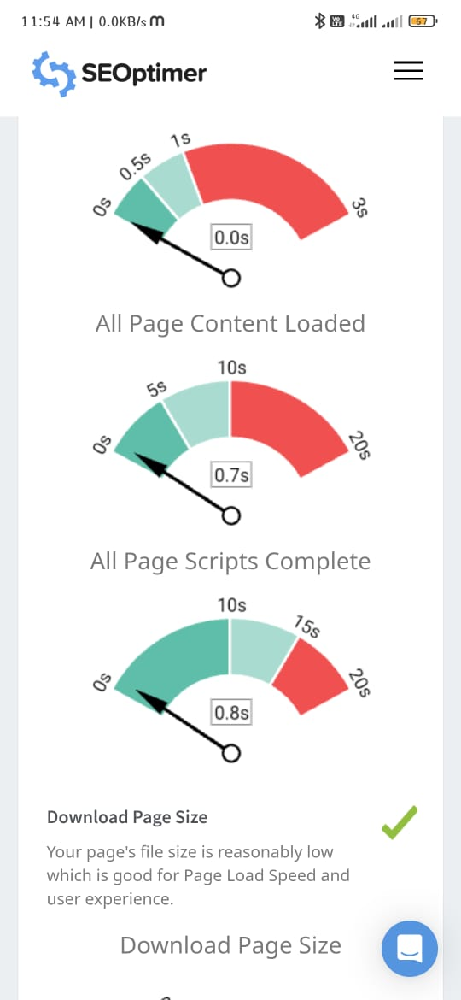 11:54 AM | 0.0KB/s m
Vo LTE 4G 67
SEOptimer
0s 0.5s 1s 3s
0.0s
All Page Content Loaded
0s 5s 10s 20s
0.7s
All Page Scripts Complete
0s 10s 15s 20s
0.8s
Download Page Size
Your page's file size is reasonably low
which is good for Page Load Speed and
user experience.
Download Page Size